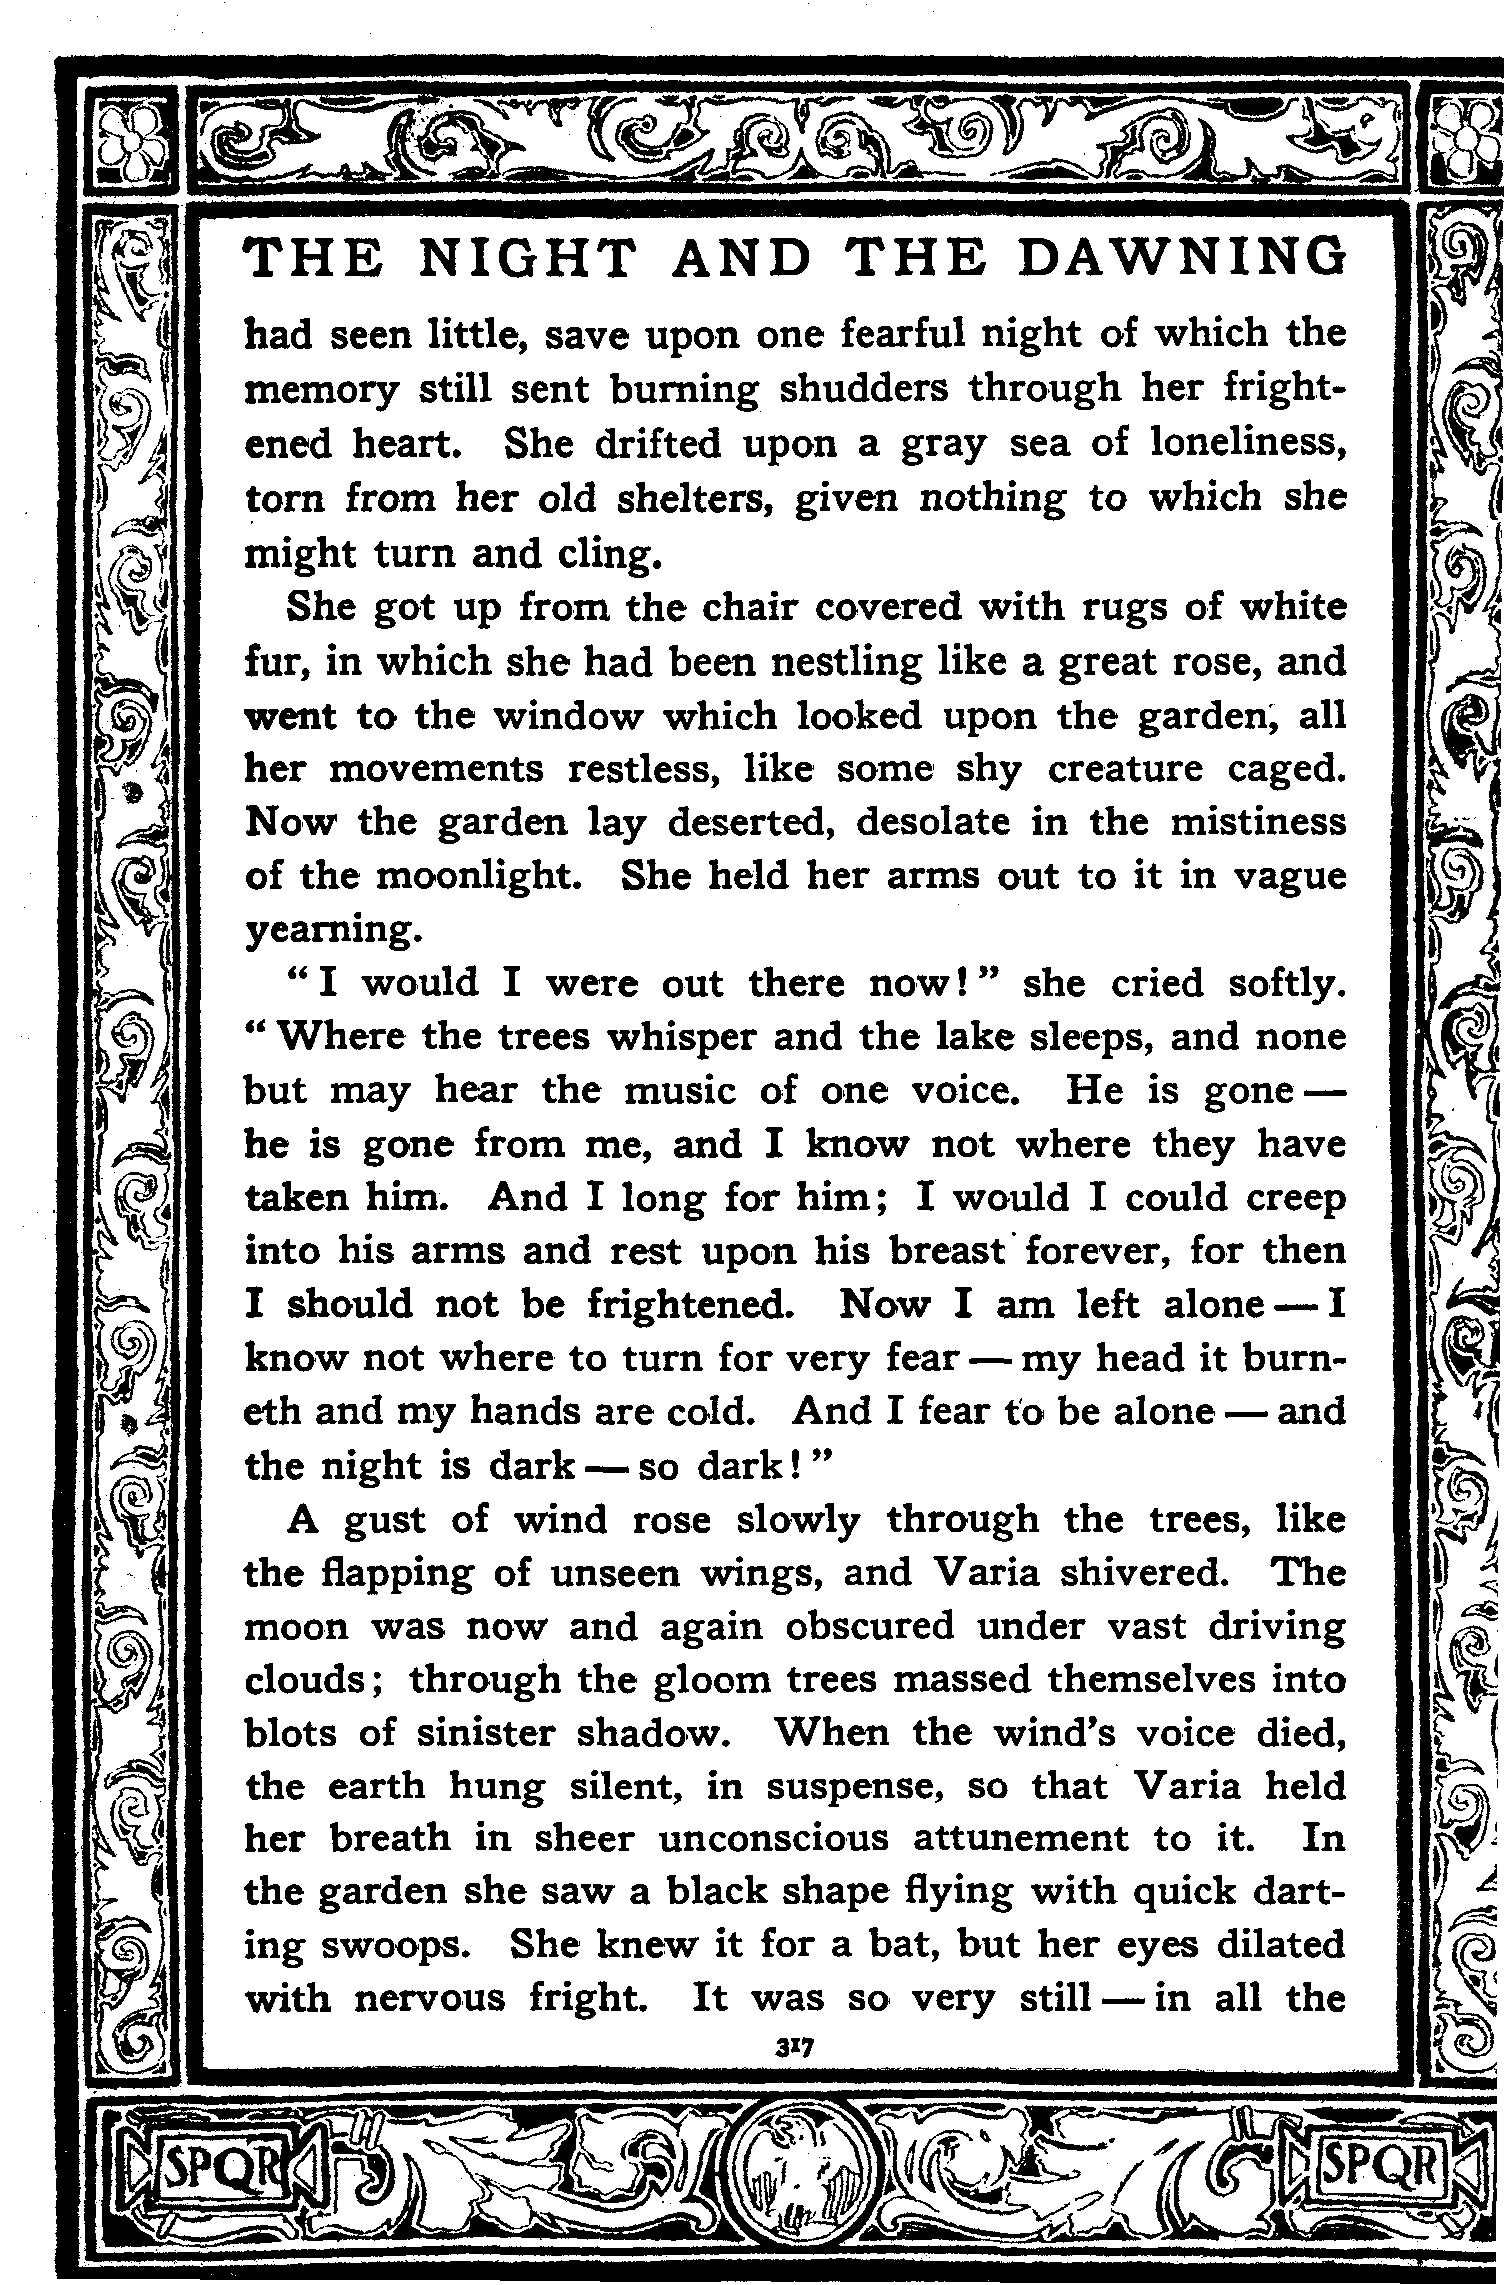 THE NIGHT AND THE DAWNING
had seen little, save upon one fearful night of which the
memory still sent burning shudders through her fright-
ened heart. She drifted upon a gray sea of loneliness,
torn from her old shelters, given nothing to which she
might turn and cling.
She got up from the chair covered with rugs of white
fur, in which she had been nestling like a great rose, and
went to the window which looked upon the garden, all
her movements restless, like some shy creature caged.
Now the garden lay deserted, desolate in the mistiness
of the moonlight. She held her arms out to it in vague
yearning.
“I would I were out there now!” she cried softly.
“Where the trees whisper and the lake sleeps, and none
but may hear the music of one voice. He is gone—
he is gone from me, and I know not where they have
taken him. And I long for him; I would I could creep
into his arms and rest upon his breast forever, for then
I should not be frightened. Now I am left alone—I
know not where to turn for very fear—my head it burn-
eth and my hands are cold. And I fear to be alone—and
the night is dark—so dark!”
A gust of wind rose slowly through the trees, like
the flapping of unseen wings, and Varia shivered. The
moon was now and again obscured under vast driving
clouds; through the gloom trees massed themselves into
blots of sinister shadow. When the wind's voice died,
the earth hung silent, in suspense, so that Varia held
her breath in sheer unconscious attunement to it. In
the garden she saw a black shape flying with quick dart-
ing swoops. She knew it for a bat, but her eyes dilated
with nervous fright. It was so very still—in all the
317
SPQR SPQR